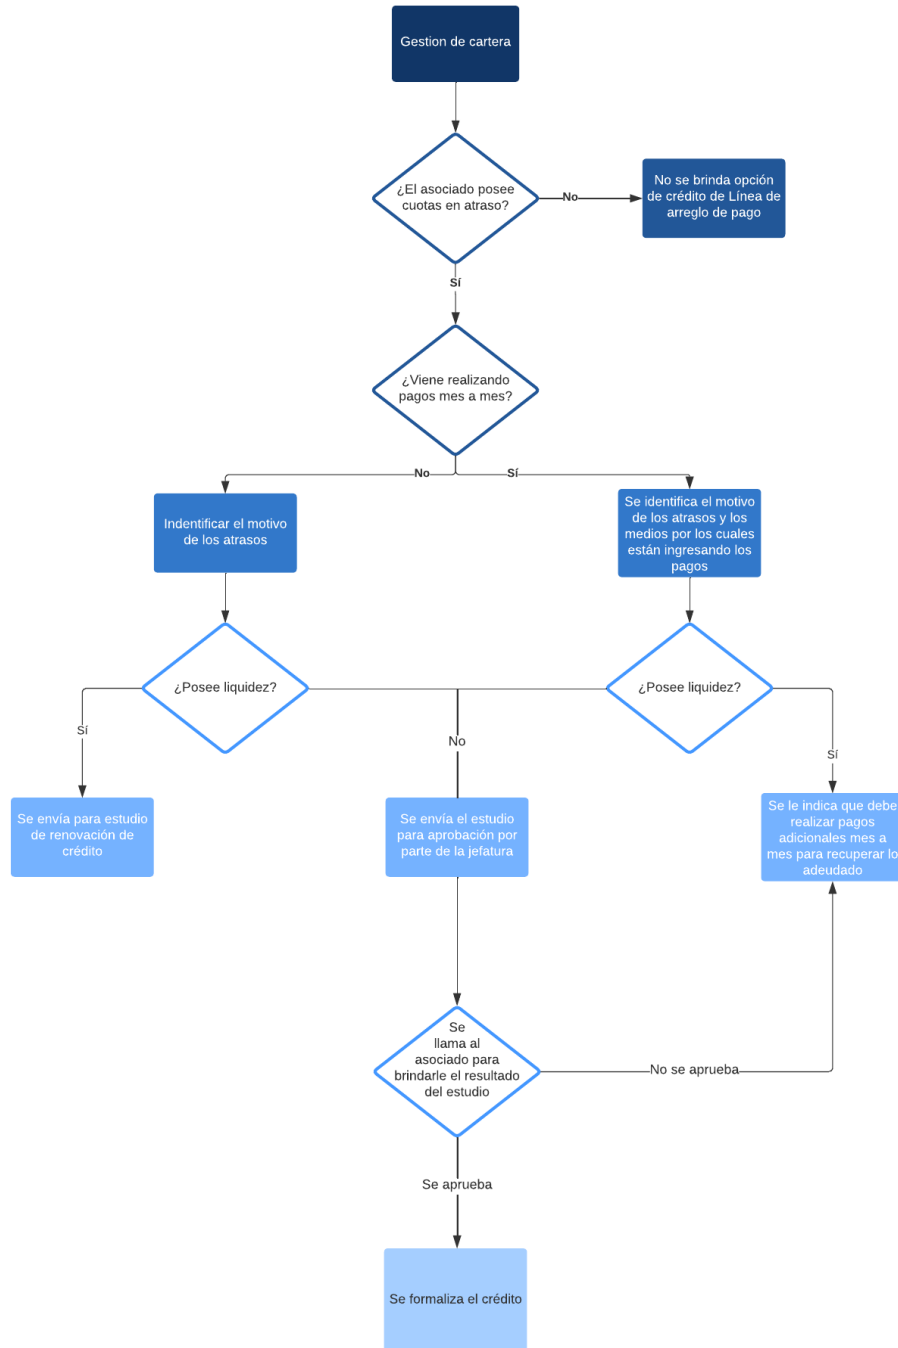 Gestion de cartera
¿El asociado posee
cuotas en atraso?
No
No se brinda opción
de crédito de Línea de
arreglo de pago
Sí
¿Viene realizando
pagos mes a mes?
No
Sí
Indentificar el motivo
de los atrasos
Se identifica el motivo
de los atrasos y los
medios por los cuales
están ingresando los
pagos
¿Posee liquidez?
¿Posee liquidez?
Sí
No
Sí
Se envía para estudio
de renovación de
crédito
Se envía el estudio
para aprobación por
parte de la jefatura
Se le indica que debe
realizar pagos
adicionales mes a
mes para recuperar lo
adeudado
Se
llama al
asociado para
brindarle el resultado
del estudio
No se aprueba
Se aprueba
Se formaliza el crédito